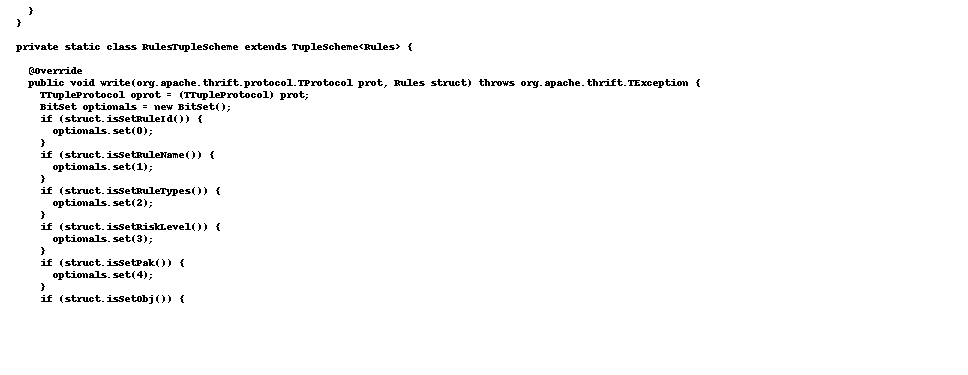 }
}

private static class RulesTupleScheme extends TupleScheme<Rules> {

  @Override
  public void write(org.apache.thrift.protocol.TProtocol prot, Rules struct) throws org.apache.thrift.TException {
    TTupleProtocol oprot = (TTupleProtocol) prot;
    BitSet optionals = new BitSet();
    if (struct.isSetRuleId()) {
      optionals.set(0);
    }
    if (struct.isSetRuleName()) {
      optionals.set(1);
    }
    if (struct.isSetRuleTypes()) {
      optionals.set(2);
    }
    if (struct.isSetRiskLevel()) {
      optionals.set(3);
    }
    if (struct.isSetPak()) {
      optionals.set(4);
    }
    if (struct.isSetObj()) {